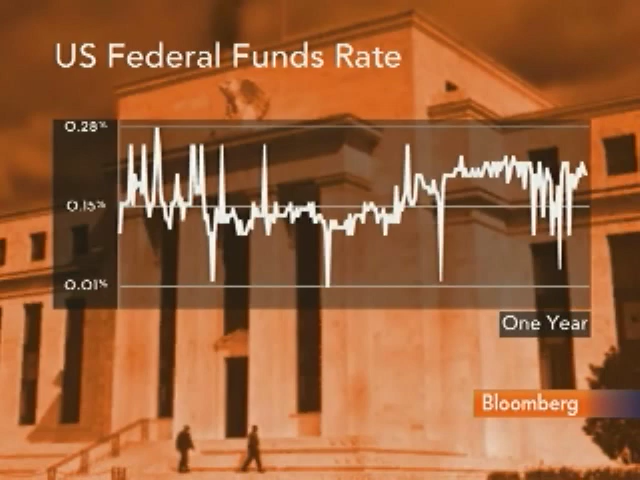 US Federal Funds Rate
0.28%
0.15%
0.01%
One Year
Bloomberg